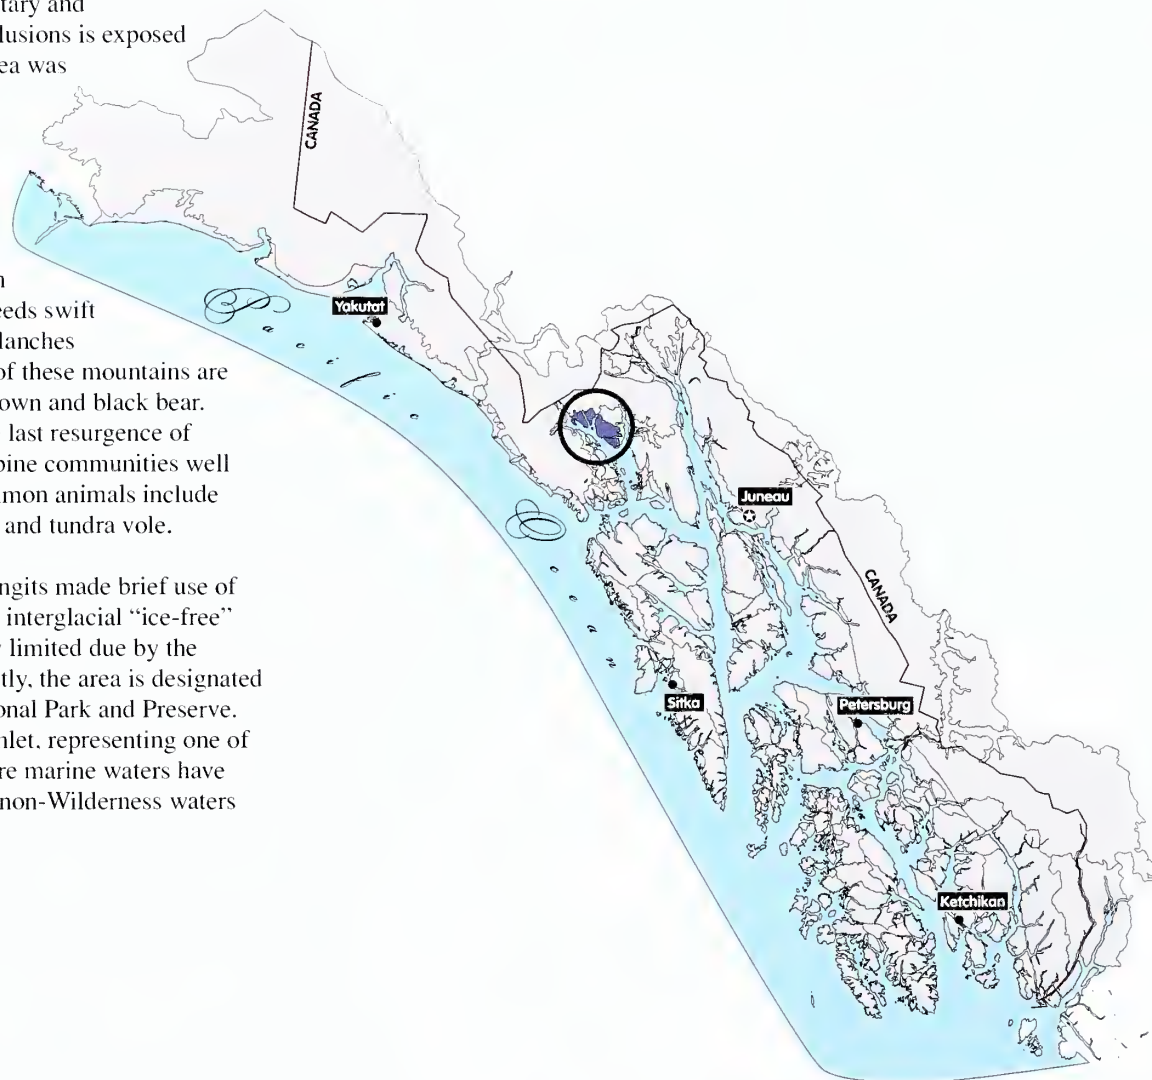 tary and
lusions is exposed
ea was
eeds swift
lanches
of these mountains are
own and black bear.
last resurgence of
pine communities well
mmon animals include
and tundra vole.
ngits made brief use of
interglacial “ice-free”
limited due by the
tly, the area is designated
onal Park and Preserve.
nlet, representing one of
re marine waters have
non-Wilderness waters
CANADA
Pacific
Ocean
Yakutat
Juneau
CANADA
Sitka
Petersburg
Ketchikan